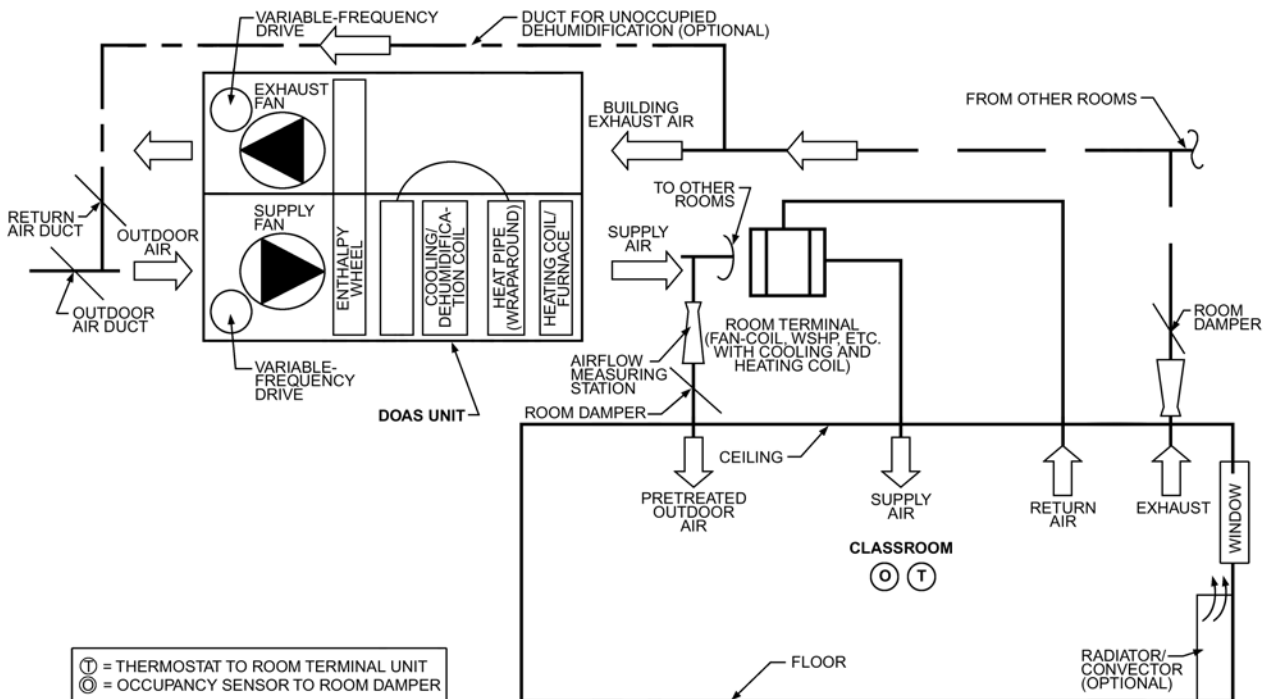 VARIABLE-FREQUENCY
DRIVE
DUCT FOR UNOCCUPIED
DEHUMIDIFICATION (OPTIONAL)
EXHAUST
FAN
BUILDING
EXHAUST AIR
FROM OTHER ROOMS
RETURN
AIR DUCT
OUTDOOR
AIR
SUPPLY
FAN
ENTHALPY
WHEEL
COOLING/
DEHUMIDIFICA-
TION COIL
HEAT PIPE
(WRAPAROUND)
HEATING COIL/
FURNACE
SUPPLY
AIR
TO OTHER
ROOMS
OUTDOOR
AIR DUCT
VARIABLE-
FREQUENCY
DRIVE
DOAS UNIT
AIRFLOW
MEASURING
STATION
ROOM DAMPER
ROOM TERMINAL
(FAN-COIL, WSHP, ETC.
WITH COOLING AND
HEATING COIL)
ROOM
DAMPER
CEILING
PRETREATED
OUTDOOR
AIR
SUPPLY
AIR
RETURN
AIR
EXHAUST
WINDOW
CLASSROOM
O T
FLOOR
RADIATOR/
CONVECTOR
(OPTIONAL)
T = THERMOSTAT TO ROOM TERMINAL UNIT
O = OCCUPANCY SENSOR TO ROOM DAMPER